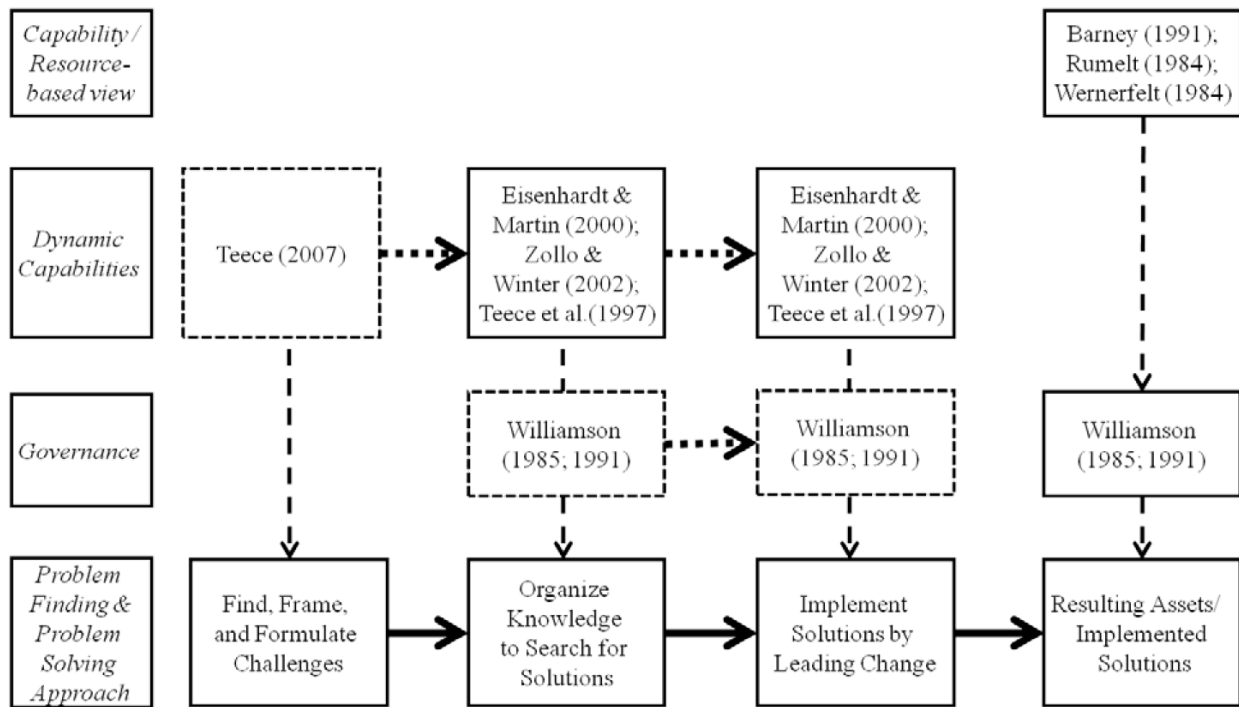 Capability /
Resource-
based view
Barney (1991);
Rumelt (1984);
Wernerfelt (1984)
Dynamic
Capabilities
Teece (2007)
Eisenhardt &
Martin (2000);
Zollo &
Winter (2002);
Teece et al.(1997)
Eisenhardt &
Martin (2000);
Zollo &
Winter (2002);
Teece et al.(1997)
Governance
Williamson
(1985; 1991)
Williamson
(1985; 1991)
Williamson
(1985; 1991)
Problem
Finding &
Problem
Solving
Approach
Find, Frame,
and Formulate
Challenges
Organize
Knowledge
to Search for
Solutions
Implement
Solutions by
Leading Change
Resulting Assets/
Implemented
Solutions